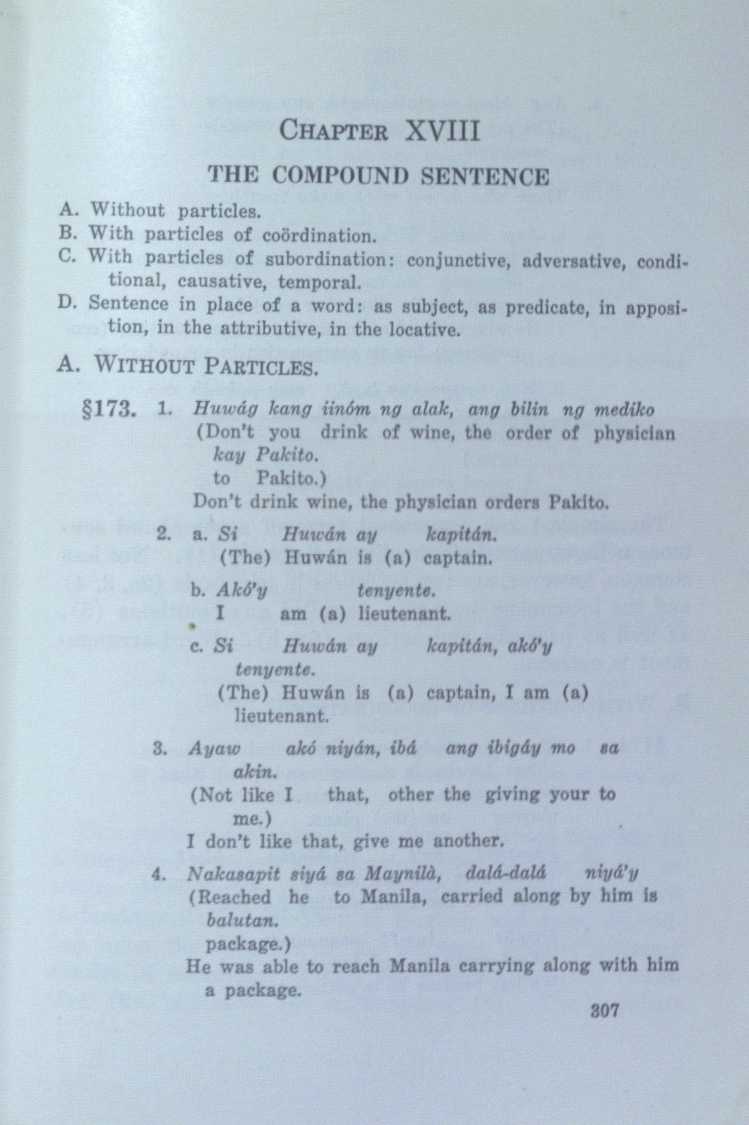 CHAPTER XVIII
THE COMPOUND SENTENCE
A. Without particles.
B. With particles of coördination.
C. With particles of subordination: conjunctive, adversative, condi-
tional, causative, temporal.
D. Sentence in place of a word: as subject, as predicate, in apposi-
tion, in the attributive, in the locative.
A. WITHOUT PARTICLES.
§173. 1. Huwág kang iinóm ng alak, ang bilin ng mediko
(Don't you drink of wine, the order of physician
kay Pakito.
to Pakito.)
Don't drink wine, the physician orders Pakito.
2. a. Si Huwán ay kapitán.
(The) Huwán is (a) captain.
b. Akó'y tenyente.
I am (a) lieutenant.
c. Si Huwán ay kapitán, akó'y
tenyente.
(The) Huwán is (a) captain, I am (a)
lieutenant.
3. Ayaw akó niyán, ibá ang ibigáy mo sa
akin.
(Not like I that, other the giving your to
me.)
I don't like that, give me another.
4. Nakasapit siyá sa Maynilà, dalá-dalá niyá'y
(Reached he to Manila, carried along by him is
balutan.
package.)
He was able to reach Manila carrying along with him
a package.
307